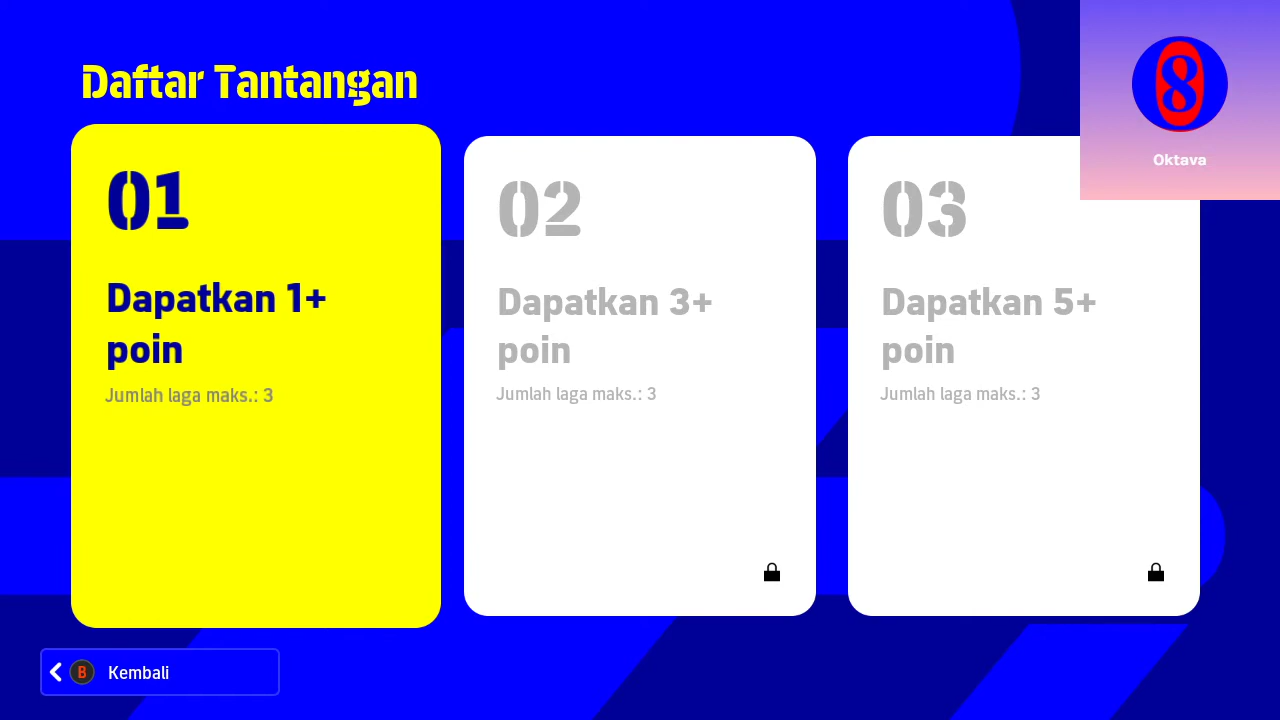 Daftar Tantangan
8
Oktava
01
Dapatkan 1+
poin
Jumlah laga maks.: 3
02
Dapatkan 3+
poin
Jumlah laga maks.: 3
03
Dapatkan 5+
poin
Jumlah laga maks.: 3
B Kembali